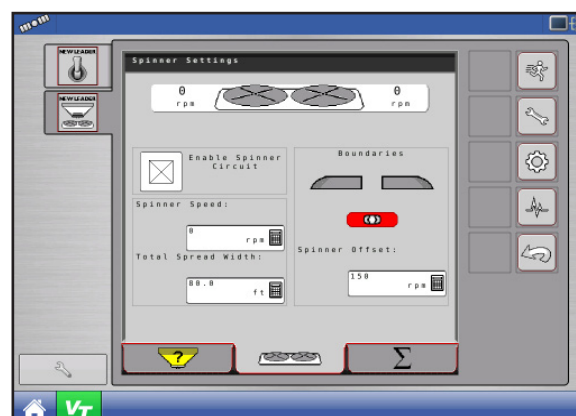 NEW LEADER
Spinner Settings
0
rpm
0
rpm
NEW LEADER
Enable Spinner
Circuit
Boundaries
Spinner Speed:
0
rpm
Spinner Offset:
Total Spread Width:
150
rpm
80.0
ft
?
Σ
VT